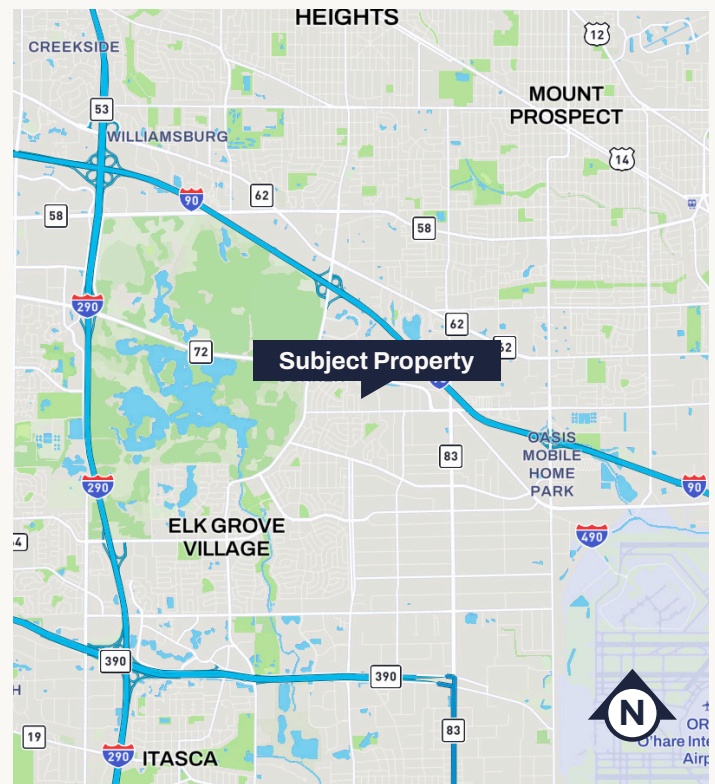 HEIGHTS
12
CREEKSIDE
53
MOUNT
PROSPECT
WILLIAMSBURG
14
62
90
58
58
290
62
72
Subject Property
62
83
OASIS
MOBILE
HOME
PARK
290
90
ELK GROVE
VILLAGE
490
390
390
N
OR
O'hare Inte
Airp
19
83
290
ITASCA